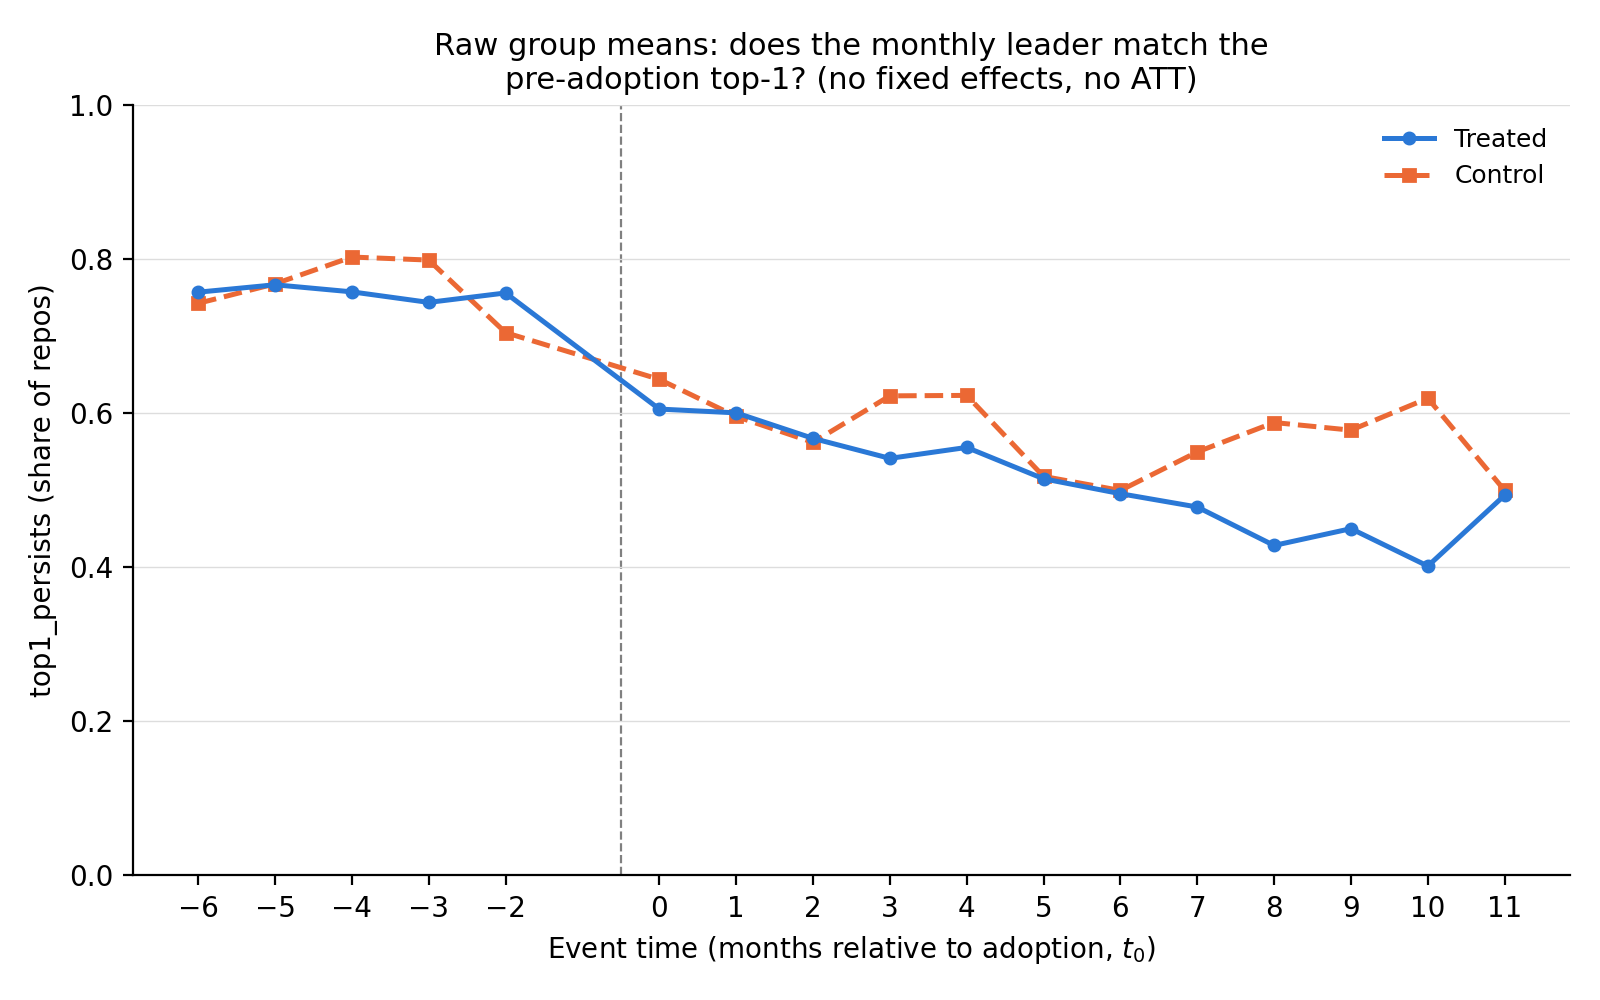 Raw group means: does the monthly leader match the
pre-adoption top-1? (no fixed effects, no ATT)
Treated
Control
top1_persists (share of repos)
1.0
0.8
0.6
0.4
0.2
0.0
−6 −5 −4 −3 −2 0 1 2 3 4 5 6 7 8 9 10 11
Event time (months relative to adoption, t₀)